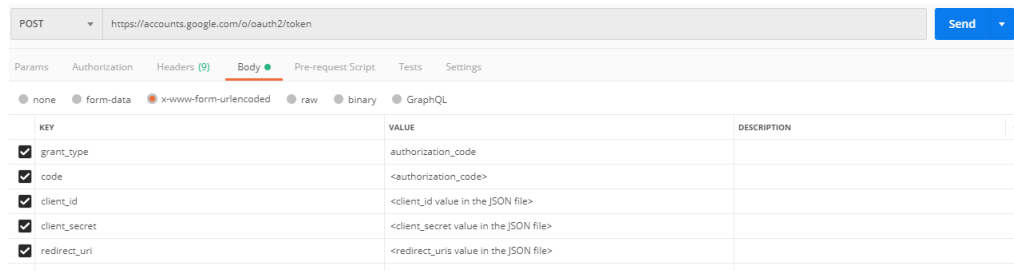 POST https://accounts.google.com/o/oauth2/token Send
Params Authorization Headers (9) Body Pre-request Script Tests Settings
none form-data x-www-form-urlencoded raw binary GraphQL
KEY VALUE DESCRIPTION
grant_type authorization_code
code <authorization_code>
client_id <client_id value in the JSON file>
client_secret <client_secret value in the JSON file>
redirect_uri <redirect_uris value in the JSON file>